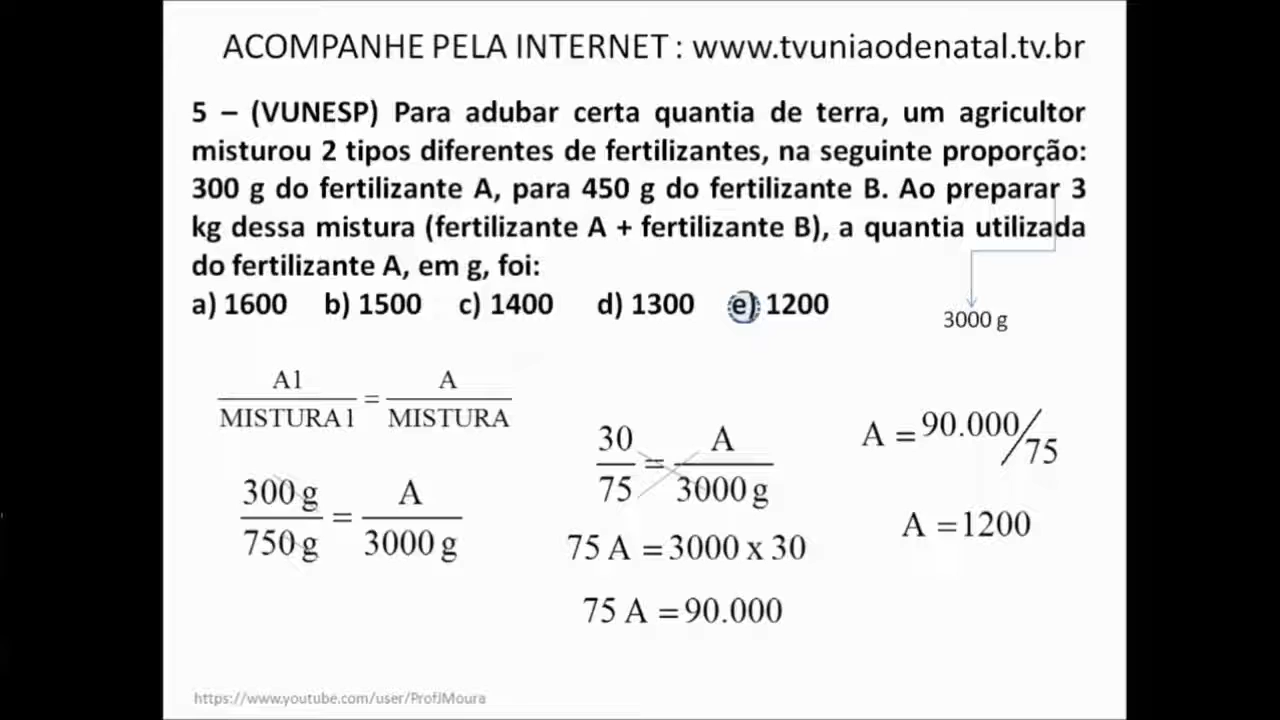 ACOMPANHE PELA INTERNET : www.tvuniaodenatal.tv.br
5 – (VUNESP) Para adubar certa quantia de terra, um agricultor
misturou 2 tipos diferentes de fertilizantes, na seguinte proporção:
300 g do fertilizante A, para 450 g do fertilizante B. Ao preparar 3
kg dessa mistura (fertilizante A + fertilizante B), a quantia utilizada
do fertilizante A, em g, foi:
a) 1600 b) 1500 c) 1400 d) 1300 e) 1200
3000 g
A1 / MISTURA1 = A / MISTURA
300 g / 750 g = A / 3000 g
30 / 75 = A / 3000 g
75 A = 3000 x 30
75 A = 90.000
A = 90.000/75
A = 1200
https://www.youtube.com/user/ProfJMoura